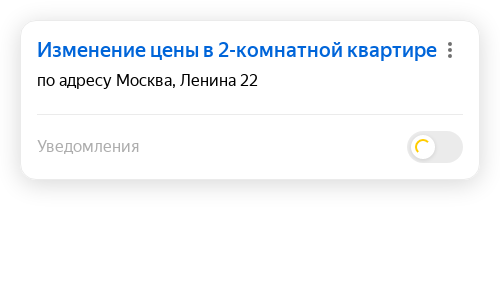 Изменение цены в 2-комнатной квартире
по адресу Москва, Ленина 22
Уведомления